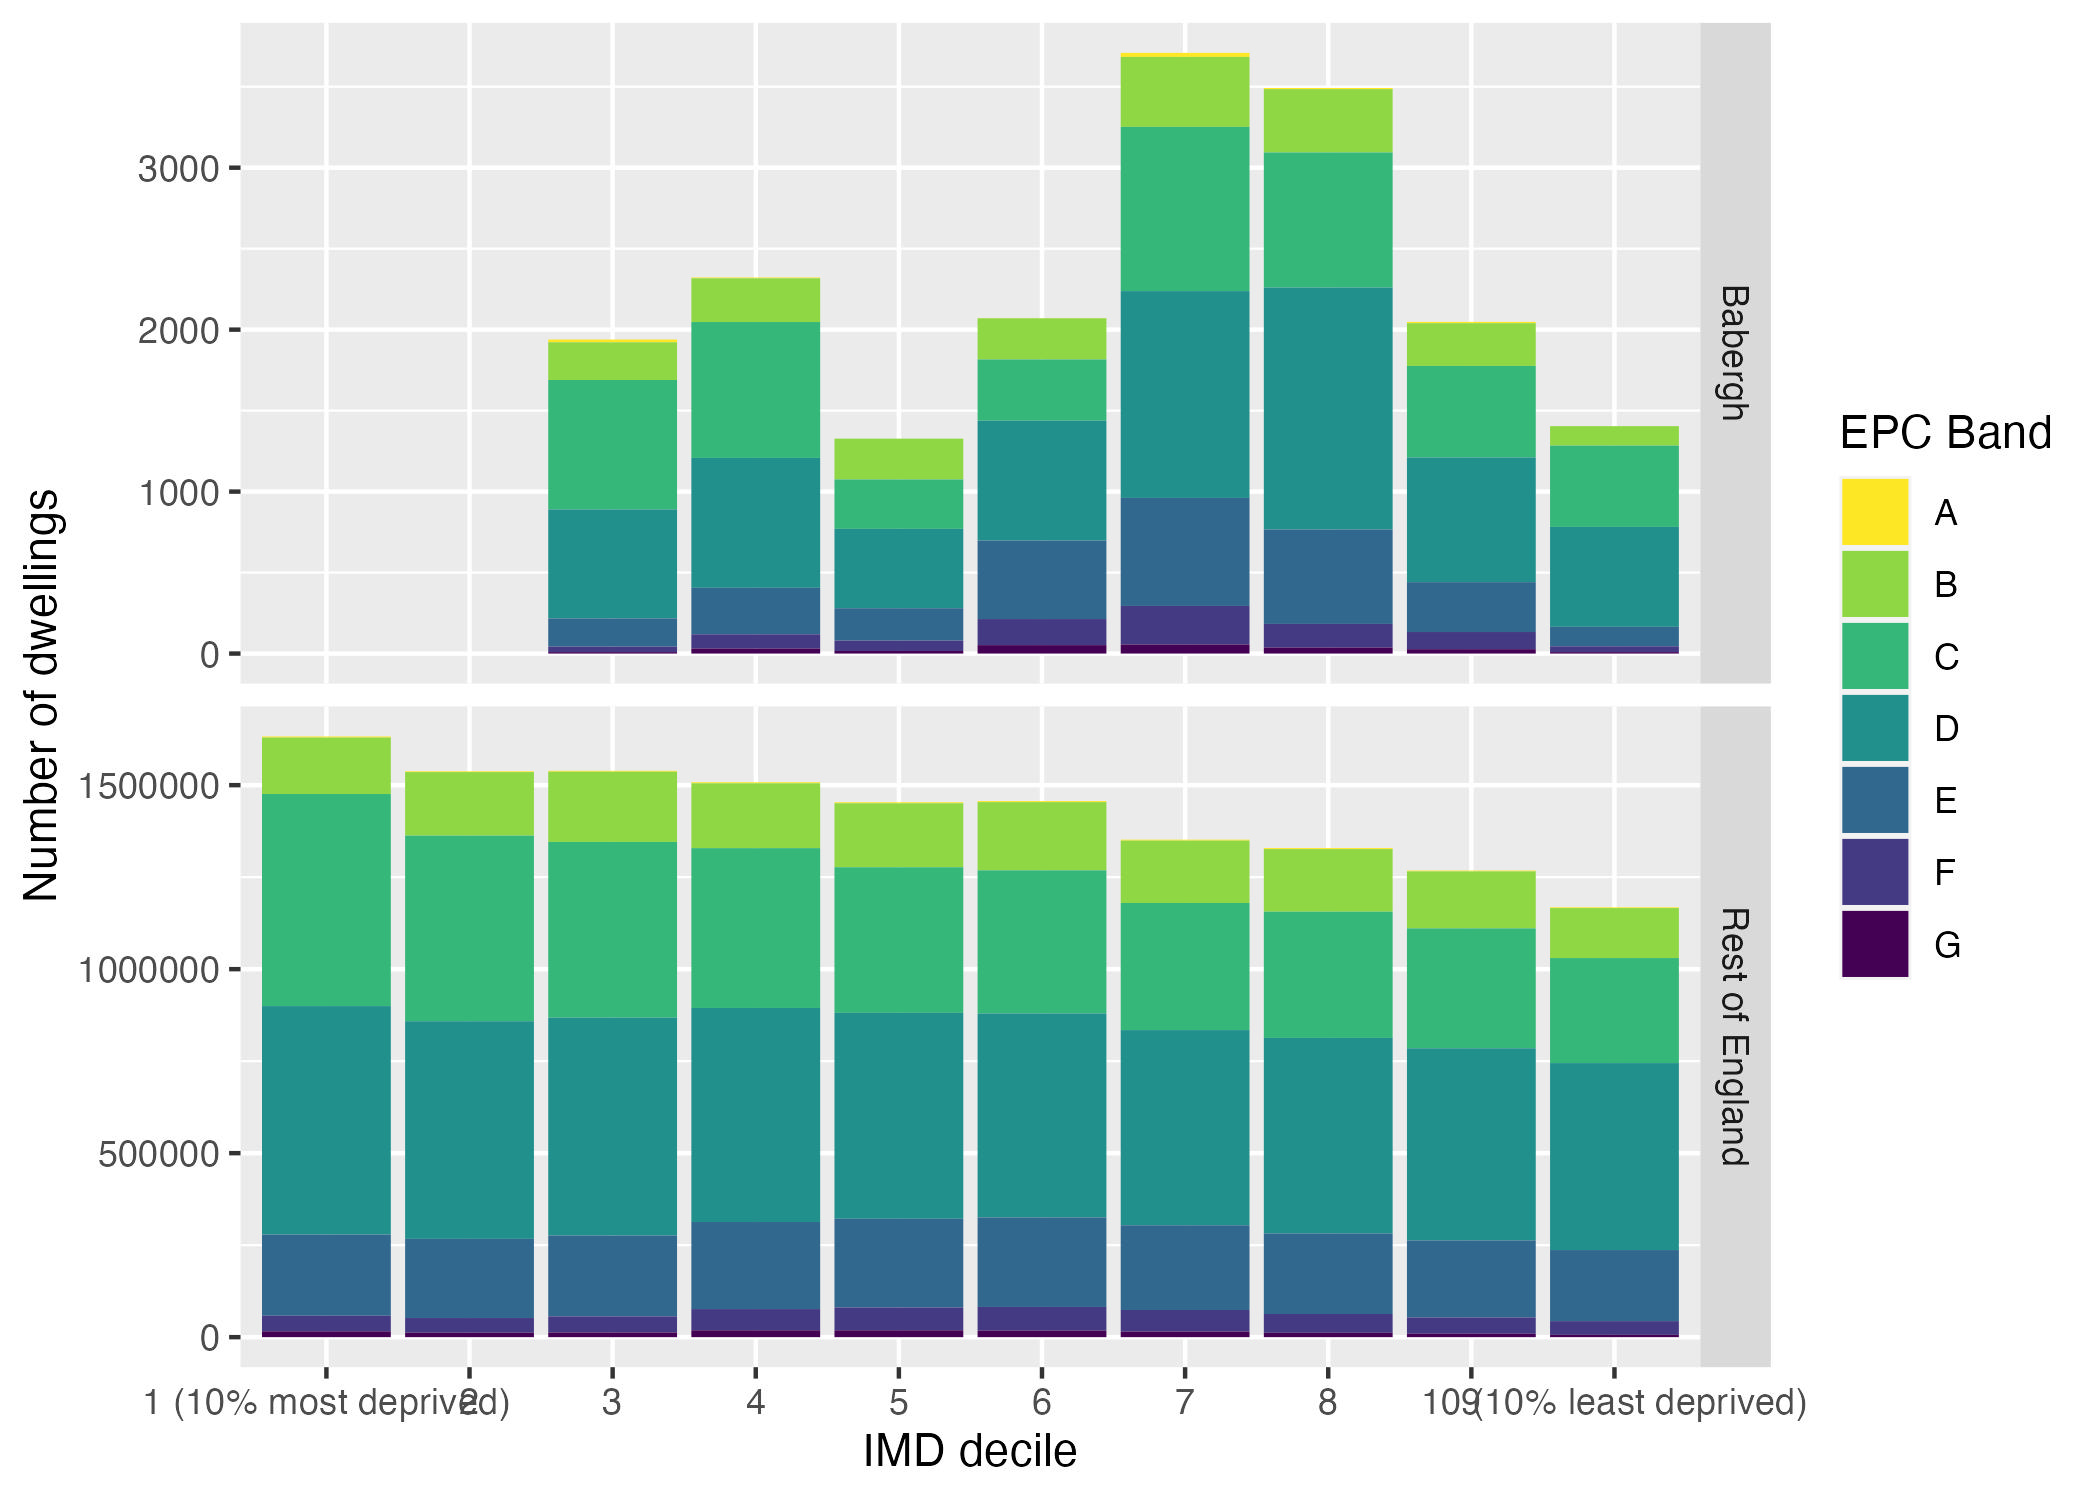 Number of dwellings
3000
2000
1000
0
Babergh
1500000
1000000
500000
0
Rest of England
1 (10% most deprived)
2
3
4
5
6
7
8
9
10 (10% least deprived)
IMD decile
EPC Band
A
B
C
D
E
F
G